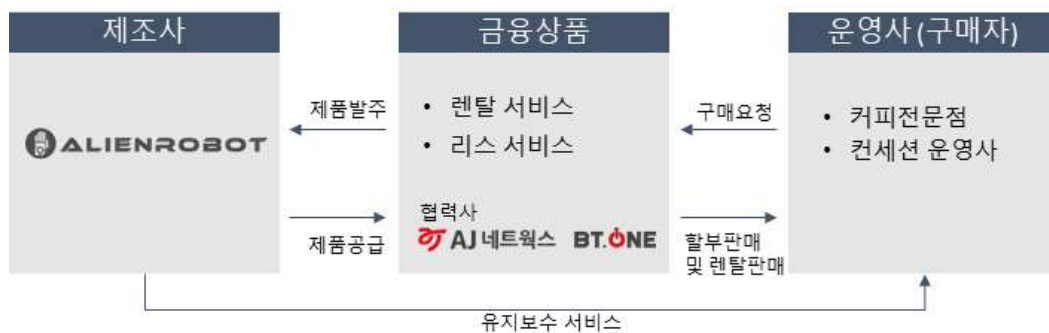 제조사
금융상품
운영사 (구매자)
ALIENROBOT
제품발주
제품공급
• 렌탈 서비스
• 리스 서비스
협력사
AJ네트웍스 BT.ONE
구매요청
할부판매
및 렌탈판매
• 커피전문점
• 컨세션 운영사
유지보수 서비스